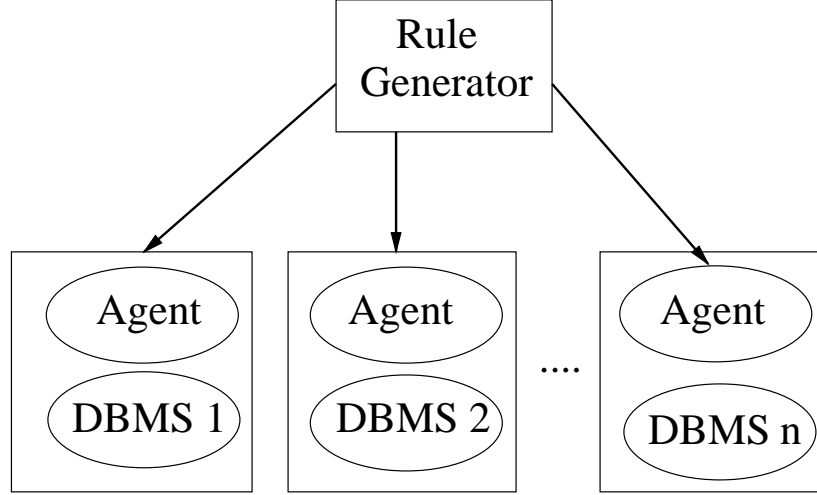 Rule
Generator
Agent
Agent
Agent
....
DBMS 1
DBMS 2
DBMS n